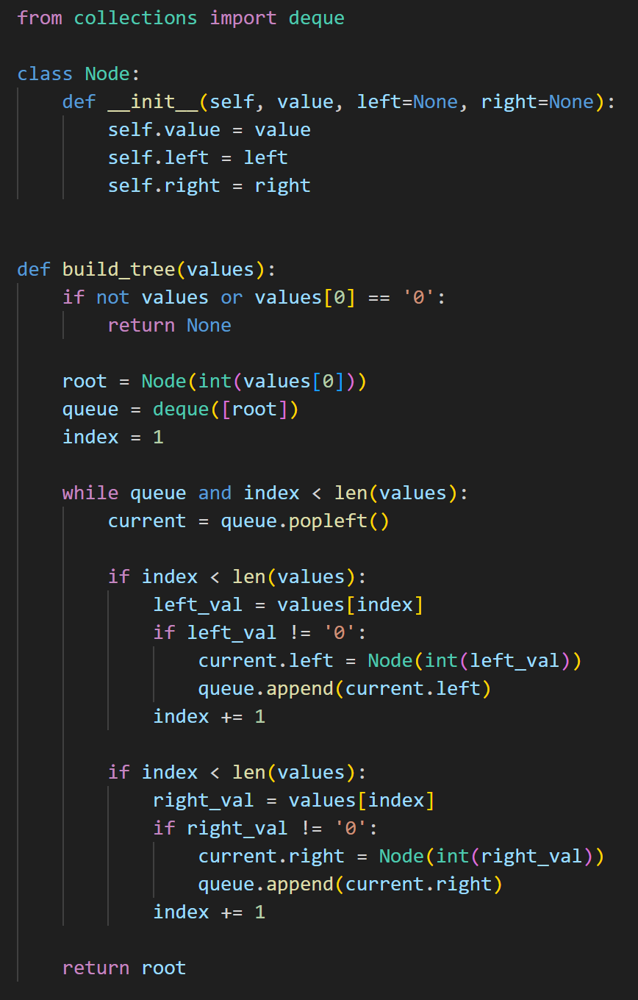 from collections import deque

class Node:
    def __init__(self, value, left=None, right=None):
        self.value = value
        self.left = left
        self.right = right


def build_tree(values):
    if not values or values[0] == '0':
        return None

    root = Node(int(values[0]))
    queue = deque([root])
    index = 1

    while queue and index < len(values):
        current = queue.popleft()

        if index < len(values):
            left_val = values[index]
            if left_val != '0':
                current.left = Node(int(left_val))
                queue.append(current.left)
            index += 1

        if index < len(values):
            right_val = values[index]
            if right_val != '0':
                current.right = Node(int(right_val))
                queue.append(current.right)
            index += 1

    return root